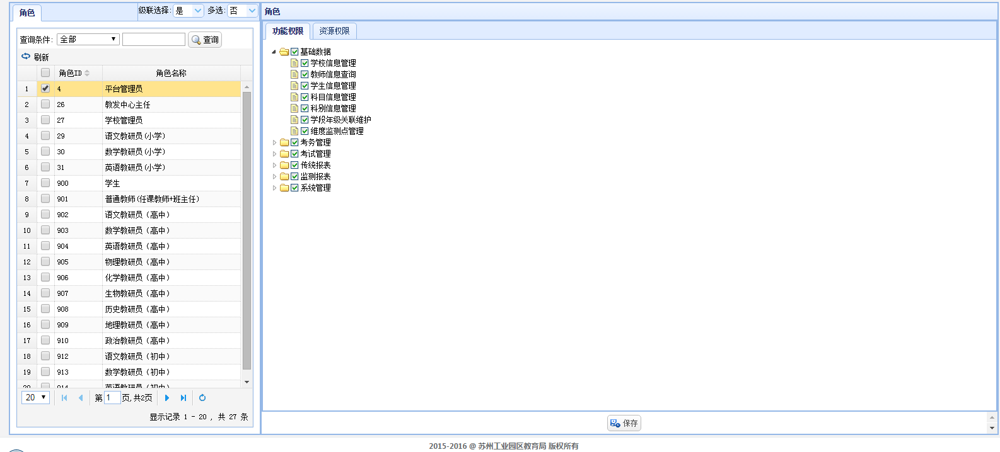 角色
级联选择: 是 多选: 否
查询条件: 全部 查询
刷新
角色ID 角色名称
1 4 平台管理员
2 26 教发中心主任
3 27 学校管理员
4 29 语文教研员(小学)
5 30 数学教研员(小学)
6 31 英语教研员(小学)
7 900 学生
8 901 普通教师(任课教师+班主任)
9 902 语文教研员（高中）
10 903 数学教研员（高中）
11 904 英语教研员（高中）
12 905 物理教研员（高中）
13 906 化学教研员（高中）
14 907 生物教研员（高中）
15 908 历史教研员（高中）
16 909 地理教研员（高中）
17 910 政治教研员（高中）
18 912 语文教研员（初中）
19 913 数学教研员（初中）
20 914 英语教研员（初中）
20 第 1 页,共2页
显示记录 1 - 20 ，共 27 条
角色
功能权限 资源权限
基础数据
学校信息管理
教师信息查询
学生信息管理
科目信息管理
科别信息管理
学段年级关联维护
维度监测点管理
考务管理
考试管理
传统报表
监测报表
系统管理
保存
2015-2016 @ 苏州工业园区教育局 版权所有